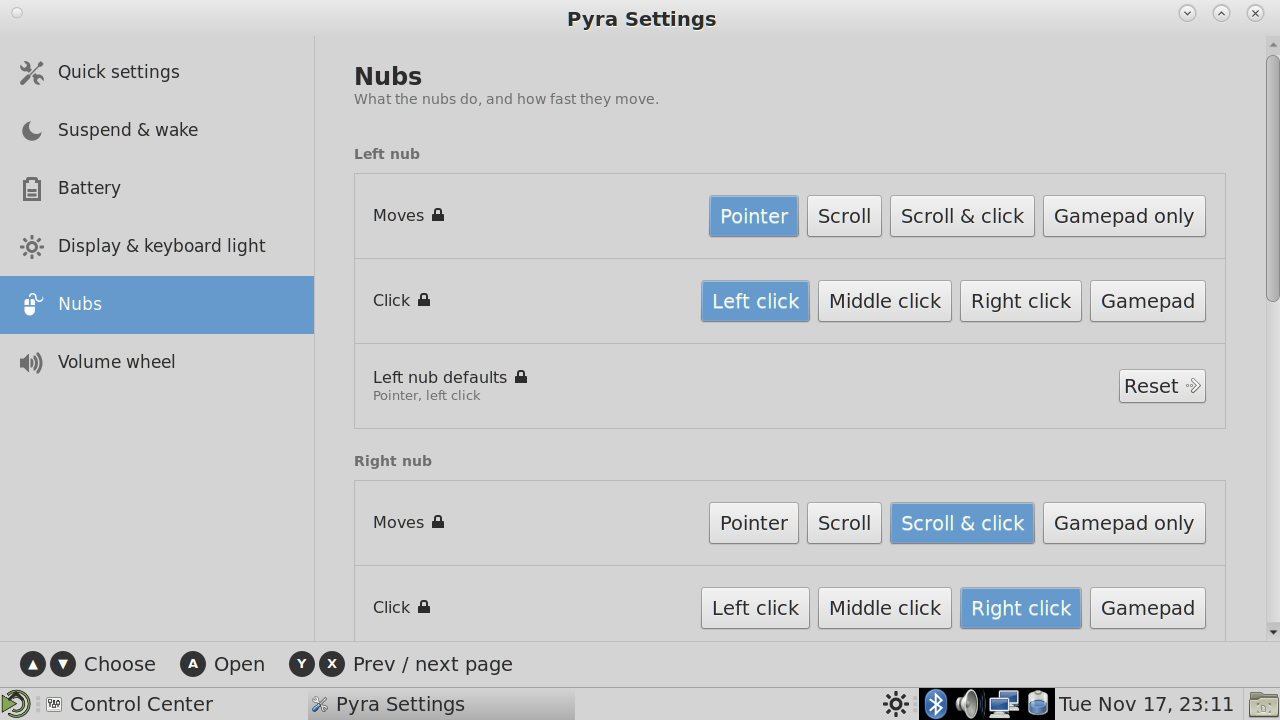 Pyra Settings
Quick settings
Suspend & wake
Battery
Display & keyboard light
Nubs
Volume wheel
Nubs
What the nubs do, and how fast they move.
Left nub
Moves Pointer Scroll Scroll & click Gamepad only
Click Left click Middle click Right click Gamepad
Left nub defaults Reset
Pointer, left click
Right nub
Moves Pointer Scroll Scroll & click Gamepad only
Click Left click Middle click Right click Gamepad
Choose A Open Y X Prev / next page
Control Center Pyra Settings Tue Nov 17, 23:11